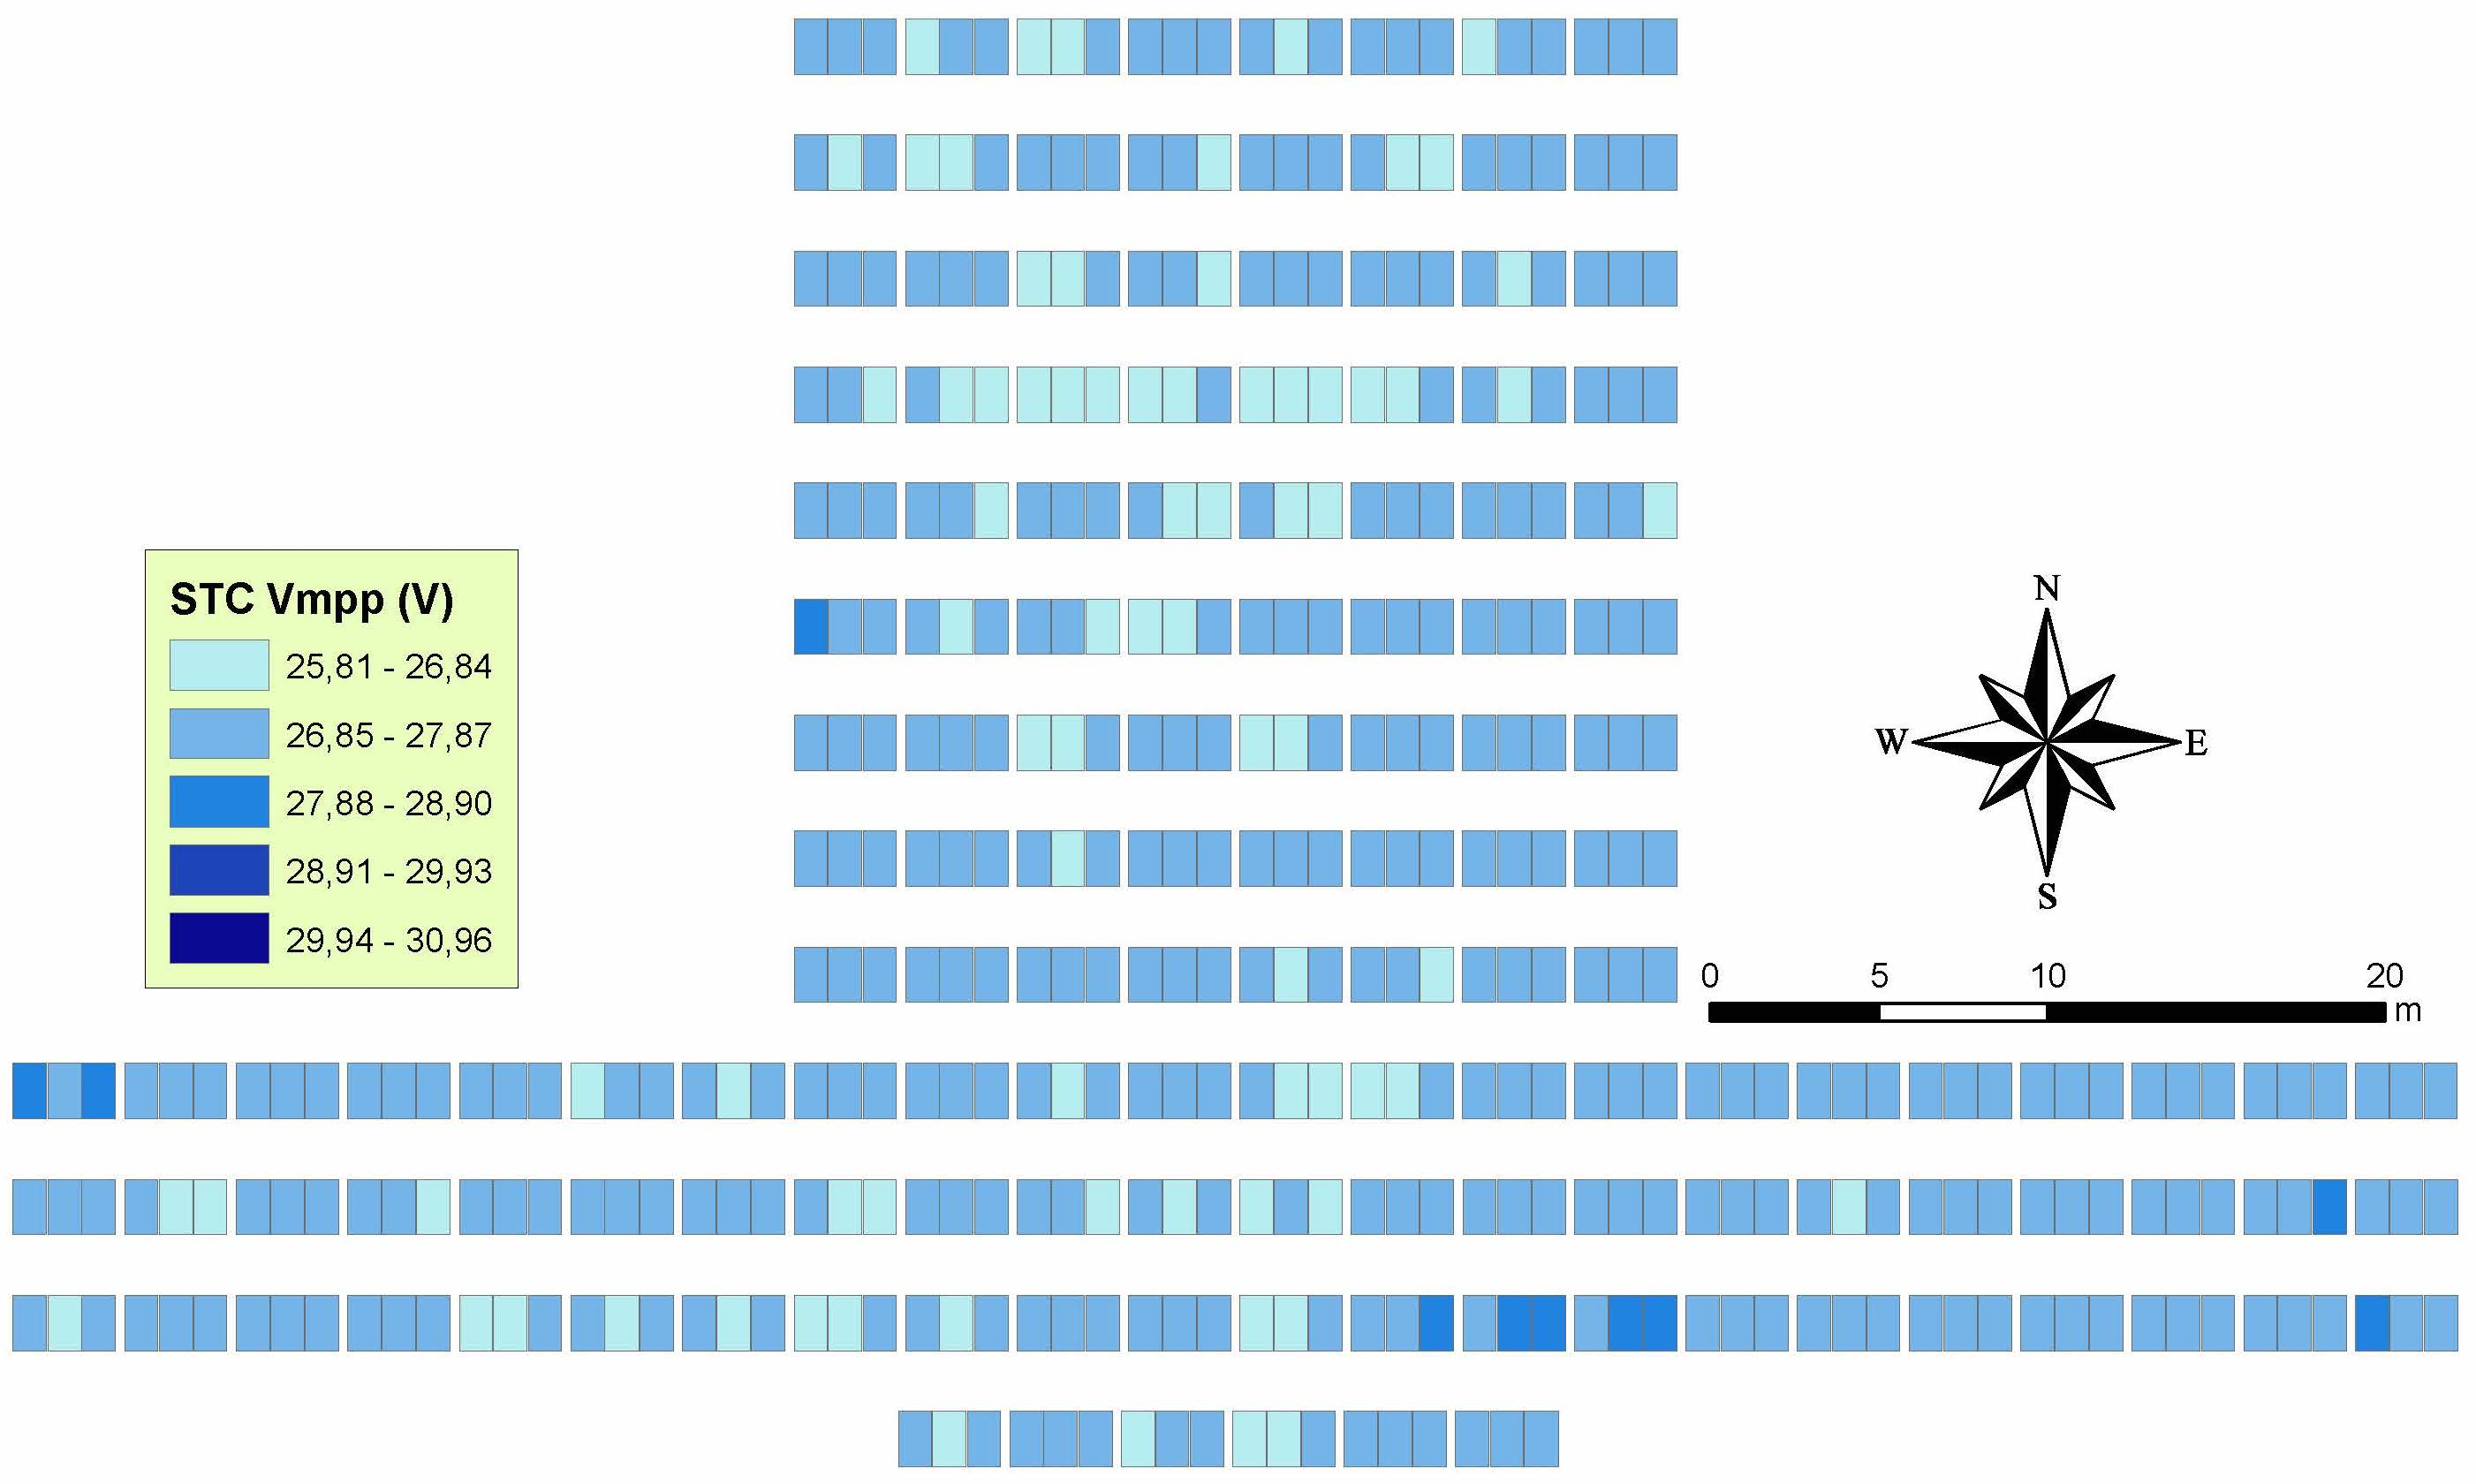 STC Vmpp (V)
25,81 - 26,84
26,85 - 27,87
27,88 - 28,90
28,91 - 29,93
29,94 - 30,96
N
W
E
S
0 5 10 20
m